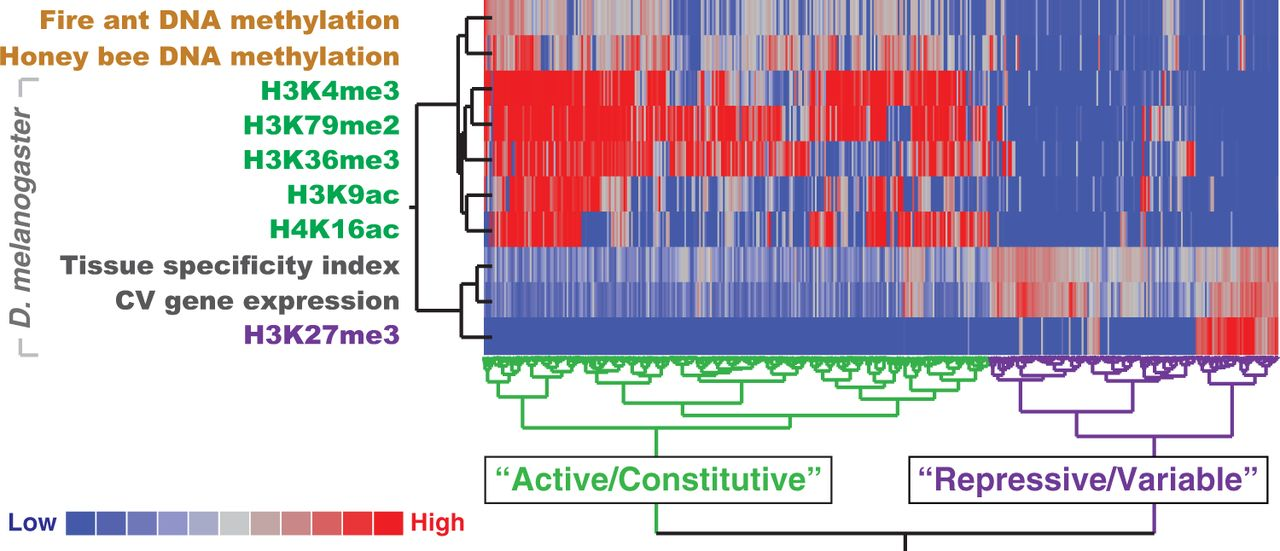 Fire ant DNA methylation
Honey bee DNA methylation
D. melanogaster
H3K4me3
H3K79me2
H3K36me3
H3K9ac
H4K16ac
Tissue specificity index
CV gene expression
H3K27me3
“Active/Constitutive”
“Repressive/Variable”
Low
High